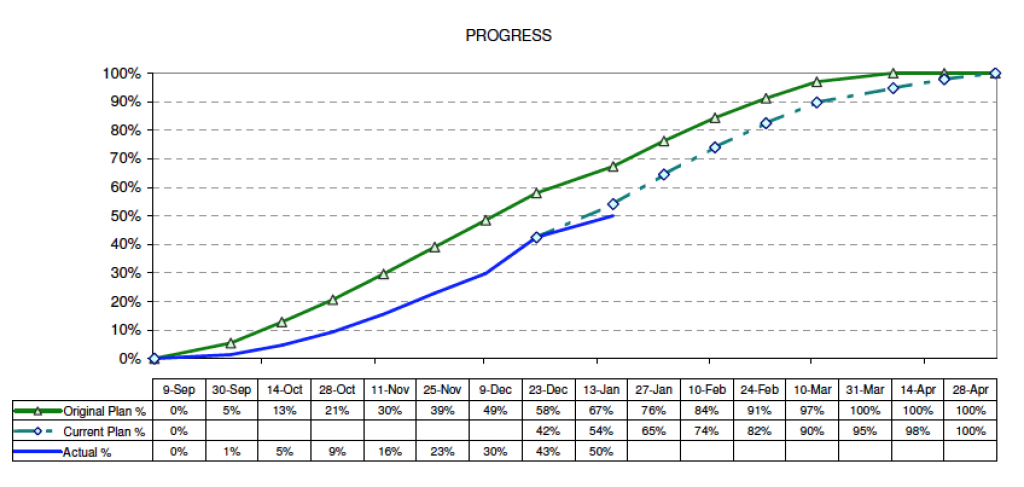 PROGRESS
100%
90%
80%
70%
60%
50%
40%
30%
20%
10%
0%
9-Sep 30-Sep 14-Oct 28-Oct 11-Nov 25-Nov 9-Dec 23-Dec 13-Jan 27-Jan 10-Feb 24-Feb 10-Mar 31-Mar 14-Apr 28-Apr
Original Plan % 0% 5% 13% 21% 30% 39% 49% 58% 67% 76% 84% 91% 97% 100% 100% 100%
Current Plan % 0% 42% 54% 65% 74% 82% 90% 95% 98% 100%
Actual % 0% 1% 5% 9% 16% 23% 30% 43% 50%